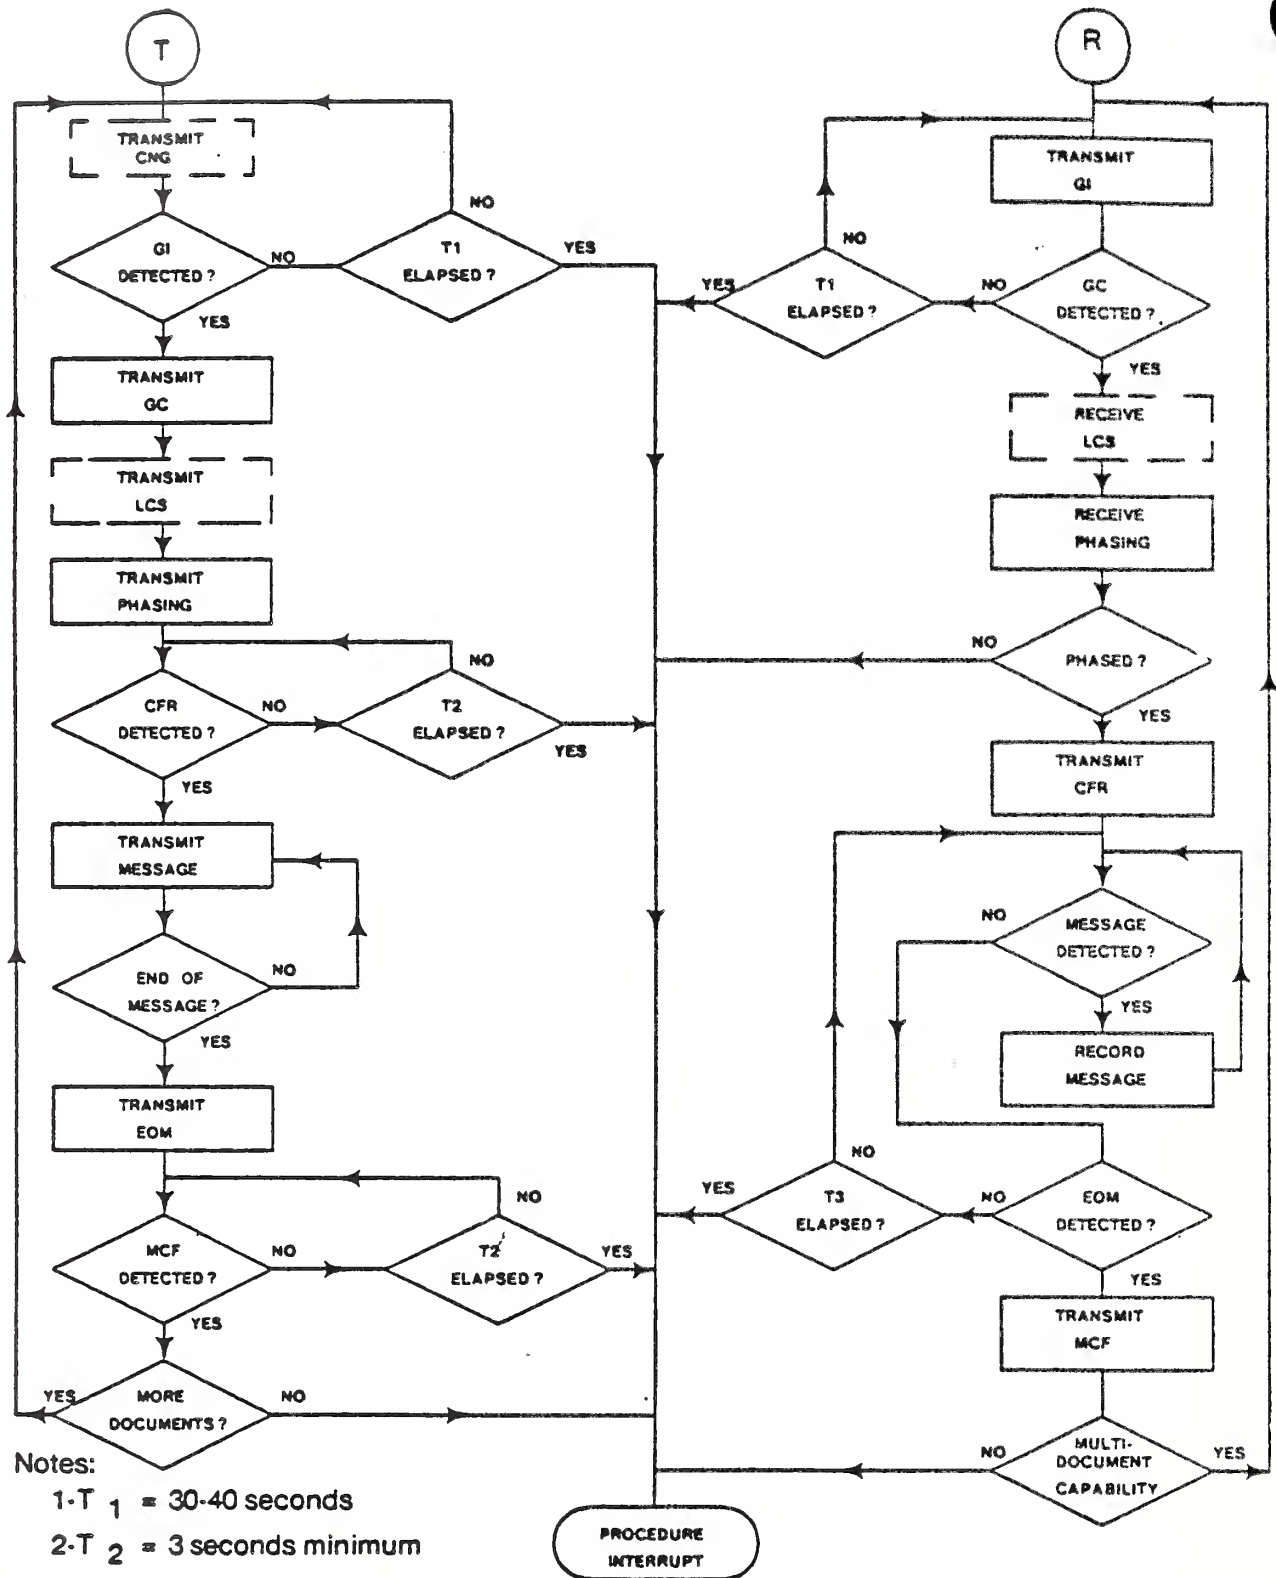 T
TRANSMIT
CNG
GI
DETECTED?
NO
YES
T1
ELAPSED?
NO
YES
TRANSMIT
GC
TRANSMIT
LCS
TRANSMIT
PHASING
CFR
DETECTED?
NO
YES
T2
ELAPSED?
NO
YES
TRANSMIT
MESSAGE
END OF
MESSAGE?
NO
YES
TRANSMIT
EOM
MCF
DETECTED?
NO
YES
T2
ELAPSED?
NO
YES
MORE
DOCUMENTS?
YES
NO
R
TRANSMIT
GI
GC
DETECTED?
NO
YES
T1
ELAPSED?
NO
YES
RECEIVE
LCS
RECEIVE
PHASING
PHASED?
NO
YES
TRANSMIT
CFR
MESSAGE
DETECTED?
NO
YES
RECORD
MESSAGE
EOM
DETECTED?
NO
YES
T3
ELAPSED?
NO
YES
TRANSMIT
MCF
MULTI-
DOCUMENT
CAPABILITY
NO
YES
PROCEDURE
INTERRUPT
Notes:
1-T 1 = 30-40 seconds
2-T 2 = 3 seconds minimum